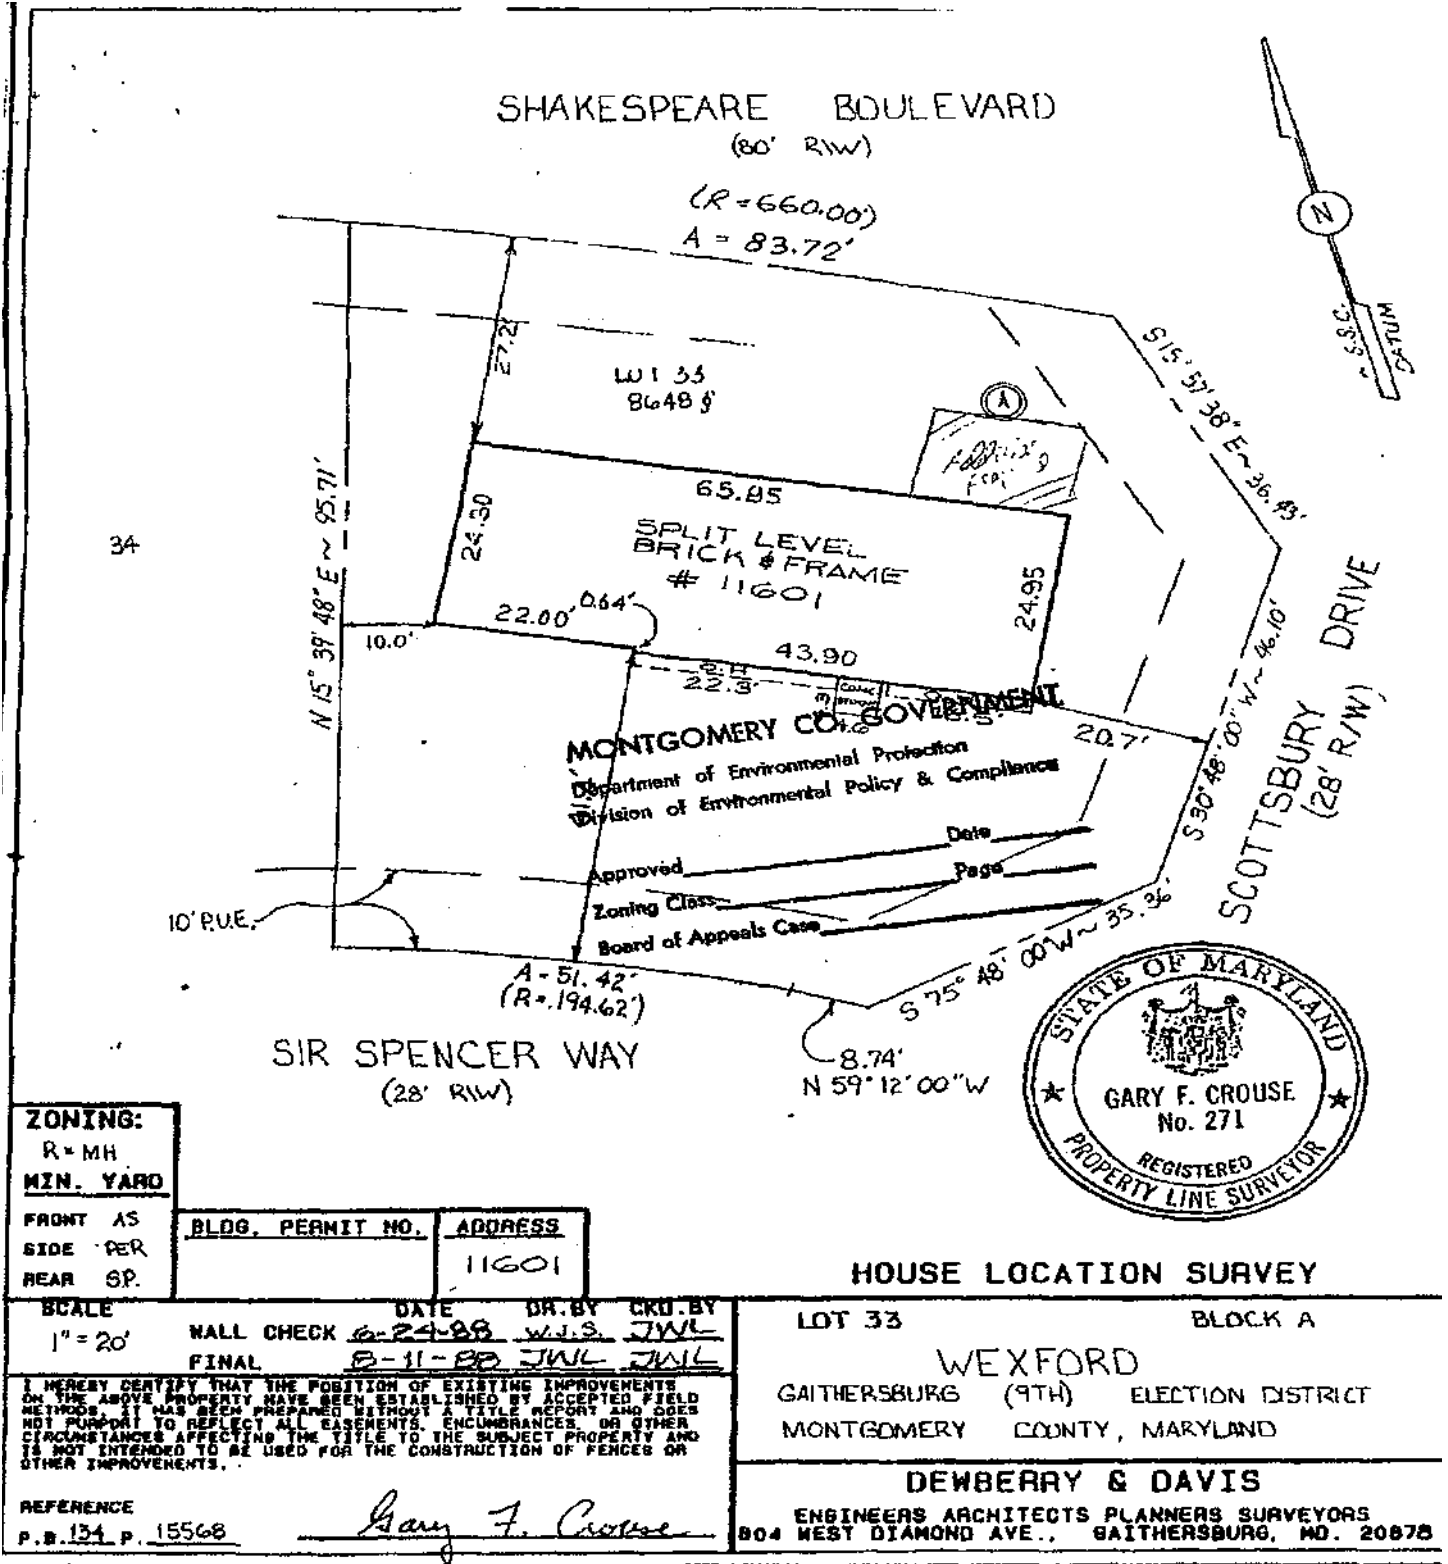 SHAKESPEARE BOULEVARD
(80' R\W)
(R=660.00')
A = 83.72'
N
S.S.C.
DATUM
S 15° 57' 38" E ~ 36.43'
27.2'
33
8648
A
65.85
24.30
SPLIT LEVEL
BRICK & FRAME
# 11601
24.95
34
N 15° 39' 48" E ~ 95.71'
22.00'
0.64'
10.0'
43.90
22.3'
20.7'
S 30° 48' 00" W ~ 46.10'
SCOTTSBURY DRIVE
(28' R/W)
MONTGOMERY CO. GOVERNMENT
Department of Environmental Protection
Division of Environmental Policy & Compliance
Approved Date
Zoning Class Page
Board of Appeals Case
10' P.U.E.
S 75° 48' 00" W ~ 35.36'
A = 51.42'
(R = 194.62')
8.74'
N 59° 12' 00" W
SIR SPENCER WAY
(28' R\W)
STATE OF MARYLAND
GARY F. CROUSE
No. 271
REGISTERED
PROPERTY LINE SURVEYOR
ZONING:
R-MH
MIN. YARD
FRONT AS
SIDE PER
REAR SP.
BLDG. PERMIT NO. ADDRESS
11601
HOUSE LOCATION SURVEY
SCALE DATE DR.BY CKD.BY
1" = 20' WALL CHECK 6-24-88 W.J.S. JWL
FINAL 8-11-88 JWL JWL
I HEREBY CERTIFY THAT THE POSITION OF EXISTING IMPROVEMENTS
ON THE ABOVE PROPERTY HAVE BEEN ESTABLISHED BY ACCEPTED FIELD
METHODS. IT HAS BEEN PREPARED WITHOUT A TITLE REPORT AND DOES
NOT PURPORT TO REFLECT ALL EASEMENTS, ENCUMBRANCES, OR OTHER
CIRCUMSTANCES AFFECTING THE TITLE TO THE SUBJECT PROPERTY AND
IS NOT INTENDED TO BE USED FOR THE CONSTRUCTION OF FENCES OR
OTHER IMPROVEMENTS.
REFERENCE
P.B. 134 P. 15568
Gary F. Crouse
LOT 33 BLOCK A
WEXFORD
GAITHERSBURG (9TH) ELECTION DISTRICT
MONTGOMERY COUNTY, MARYLAND
DEWBERRY & DAVIS
ENGINEERS ARCHITECTS PLANNERS SURVEYORS
804 WEST DIAMOND AVE., GAITHERSBURG, MD. 20878